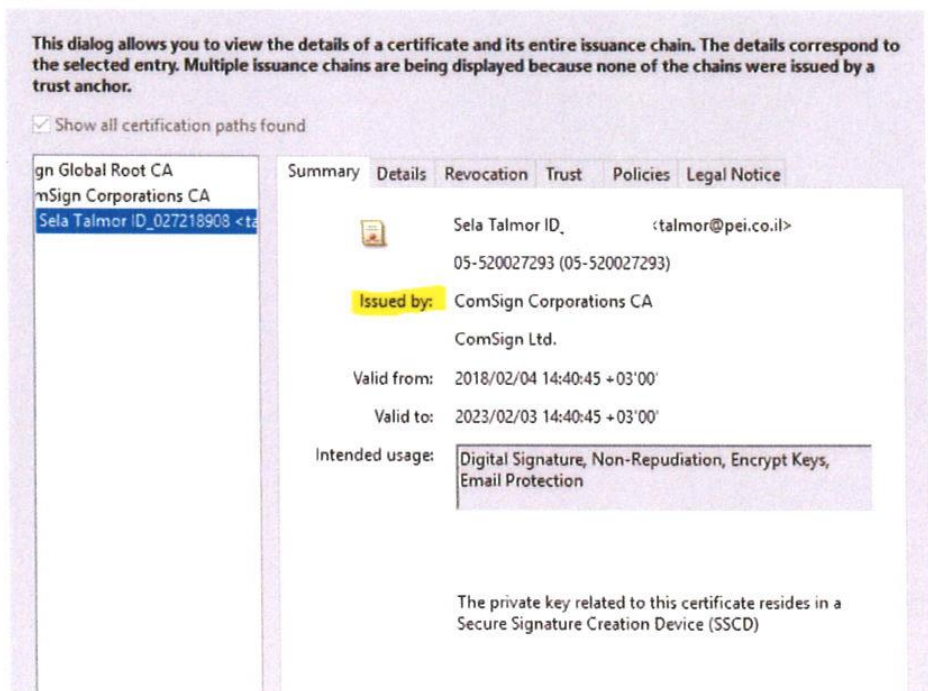 This dialog allows you to view the details of a certificate and its entire issuance chain. The details correspond to
the selected entry. Multiple issuance chains are being displayed because none of the chains were issued by a
trust anchor.
Show all certification paths found
gn Global Root CA
mSign Corporations CA
Sela Talmor ID_027218908 <ta
Summary Details Revocation Trust Policies Legal Notice
Sela Talmor ID_ <talmor@pei.co.il>
05-520027293 (05-520027293)
Issued by: ComSign Corporations CA
ComSign Ltd.
Valid from: 2018/02/04 14:40:45 +03'00'
Valid to: 2023/02/03 14:40:45 +03'00'
Intended usage: Digital Signature, Non-Repudiation, Encrypt Keys,
Email Protection
The private key related to this certificate resides in a
Secure Signature Creation Device (SSCD)